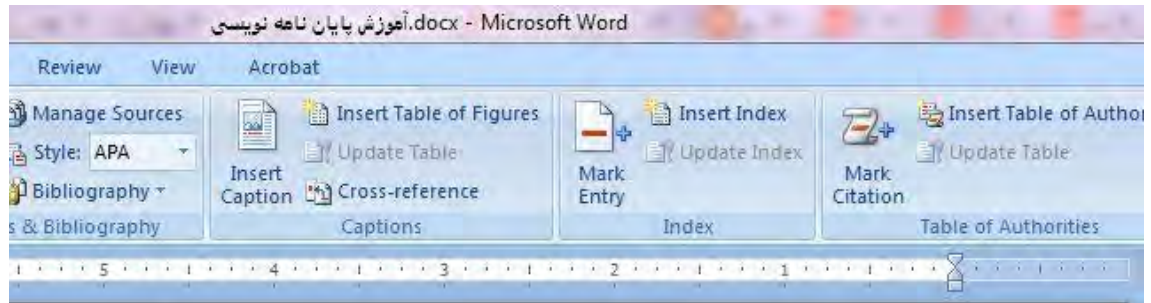 آموزش پایان نامه نویسی.docx - Microsoft Word
Review View Acrobat
Manage Sources Insert Table of Figures Insert Index Insert Table of Autho
Style: APA Update Table Update Index Update Table
Bibliography Insert Caption Cross-reference Mark Entry Mark Citation
s & Bibliography Captions Index Table of Authorities
5 4 3 2 1